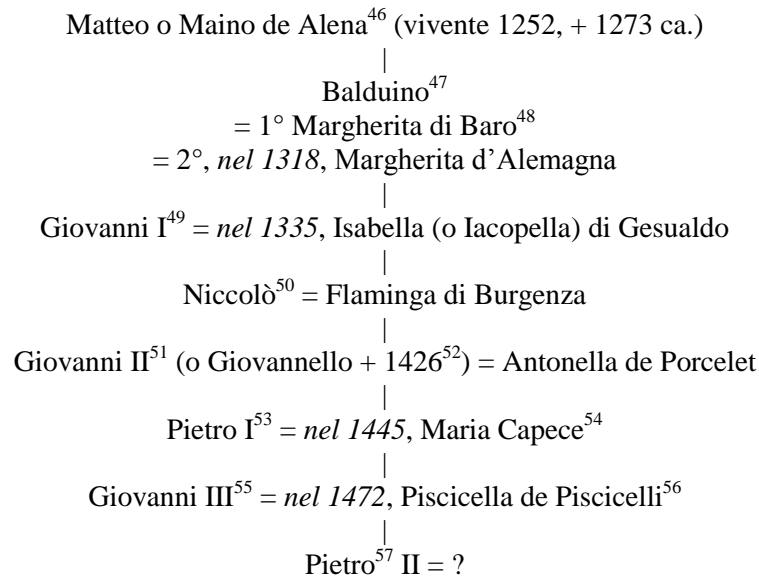 Matteo o Maino de Alena46 (vivente 1252, + 1273 ca.)
|
Balduino47
= 1° Margherita di Baro48
= 2°, nel 1318, Margherita d’Alemagna
|
Giovanni I49 = nel 1335, Isabella (o Iacopella) di Gesualdo
|
Niccolò50 = Flaminga di Burgenza
|
Giovanni II51 (o Giovannello + 142652) = Antonella de Porcelet
|
Pietro I53 = nel 1445, Maria Capece54
|
Giovanni III55 = nel 1472, Piscicella de Piscicelli56
|
Pietro57 II = ?